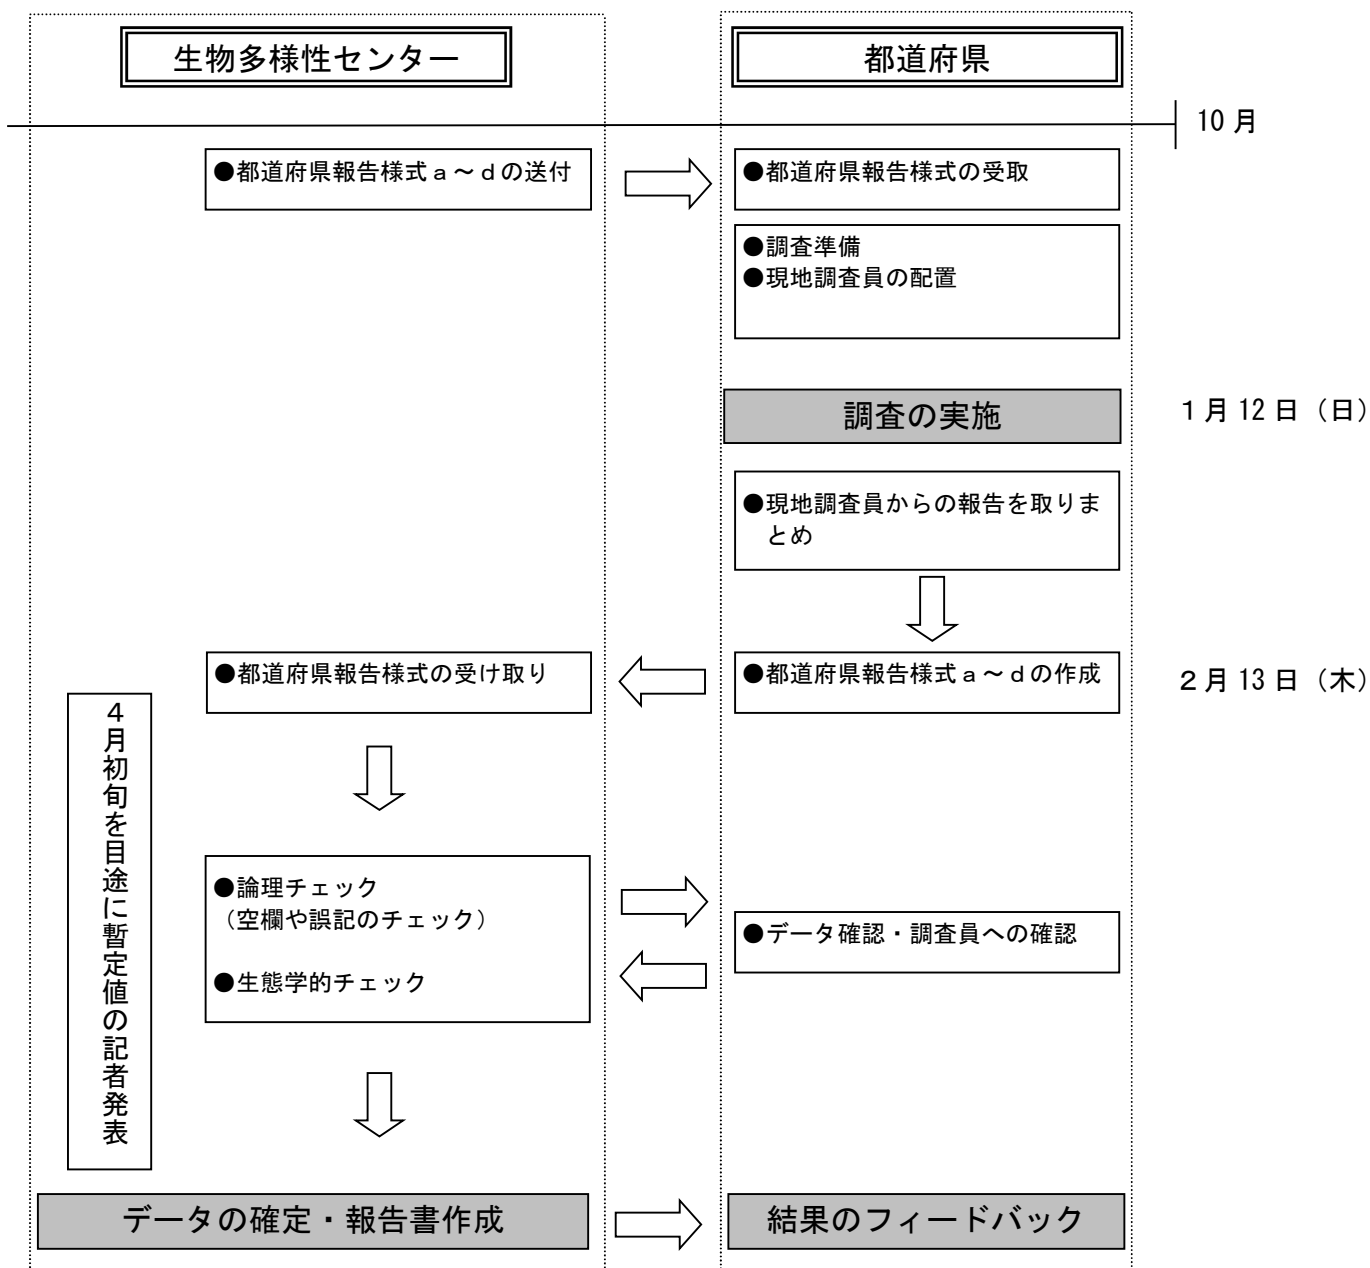 生物多様性センター
都道府県
10月
●都道府県報告様式ａ～ｄの送付
●都道府県報告様式の受取
●調査準備
●現地調査員の配置
調査の実施
１月12日（日）
●現地調査員からの報告を取りま
とめ
●都道府県報告様式の受け取り
●都道府県報告様式ａ～ｄの作成
２月13日（木）
４月初旬を目途に暫定値の記者発表
●論理チェック
（空欄や誤記のチェック）
●生態学的チェック
●データ確認・調査員への確認
データの確定・報告書作成
結果のフィードバック